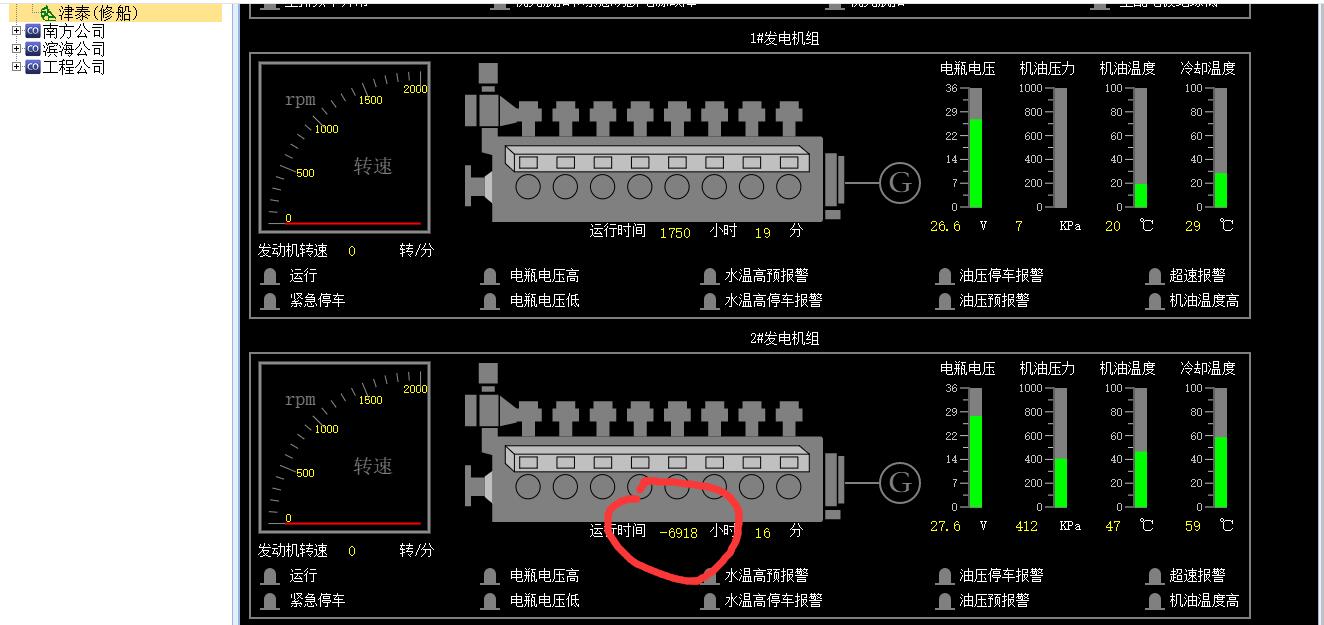 津泰(修船)
南方公司
滨海公司
工程公司
1#发电机组
rpm
转速
0
500
1000
1500
2000
发动机转速 0 转/分
G
运行时间 1750 小时 19 分
电瓶电压 机油压力 机油温度 冷却温度
36 1000 100 100
29 800 80 80
22 600 60 60
14 400 40 40
7 200 20 20
0 0 0 0
26.6 V 7 KPa 20 ℃ 29 ℃
运行 电瓶电压高 水温高预报警 油压停车报警 超速报警
紧急停车 电瓶电压低 水温高停车报警 油压预报警 机油温度高
2#发电机组
rpm
转速
0
500
1000
1500
2000
发动机转速 0 转/分
G
运行时间 -6918 小时 16 分
电瓶电压 机油压力 机油温度 冷却温度
36 1000 100 100
29 800 80 80
22 600 60 60
14 400 40 40
7 200 20 20
0 0 0 0
27.6 V 412 KPa 47 ℃ 59 ℃
运行 电瓶电压高 水温高预报警 油压停车报警 超速报警
紧急停车 电瓶电压低 水温高停车报警 油压预报警 机油温度高